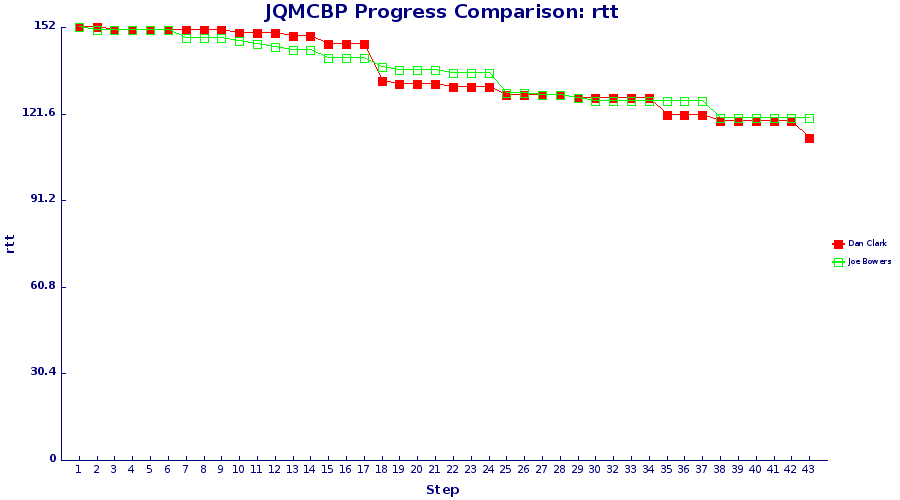 JQMCBP Progress Comparison: rtt
152
121.6
91.2
60.8
30.4
0
rtt
1 2 3 4 5 6 7 8 9 10 11 12 13 14 15 16 17 18 19 20 21 22 23 24 25 26 27 28 29 30 31 32 33 34 35 36 37 38 39 40 41 42 43
Step
Dan Clark
Joe Bowers